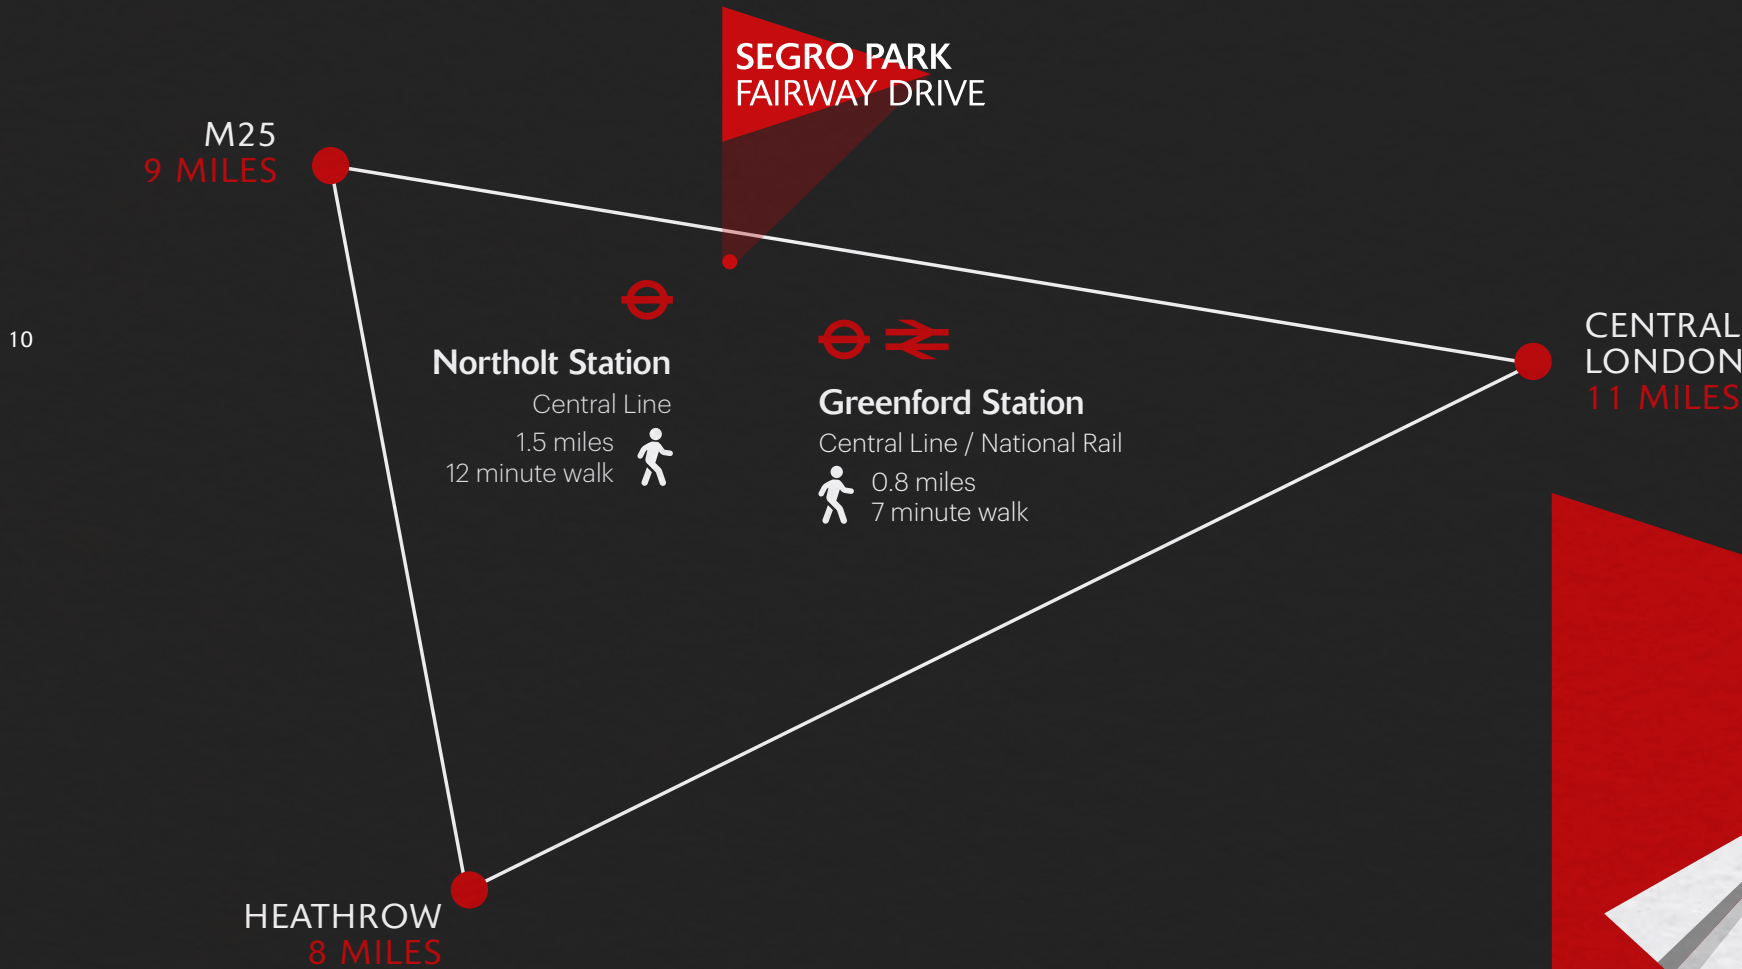 SEGRO PARK
FAIRWAY DRIVE
M25
9 MILES
10
Northolt Station
Central Line
1.5 miles
12 minute walk
Greenford Station
Central Line / National Rail
0.8 miles
7 minute walk
CENTRAL
LONDON
11 MILES
HEATHROW
8 MILES